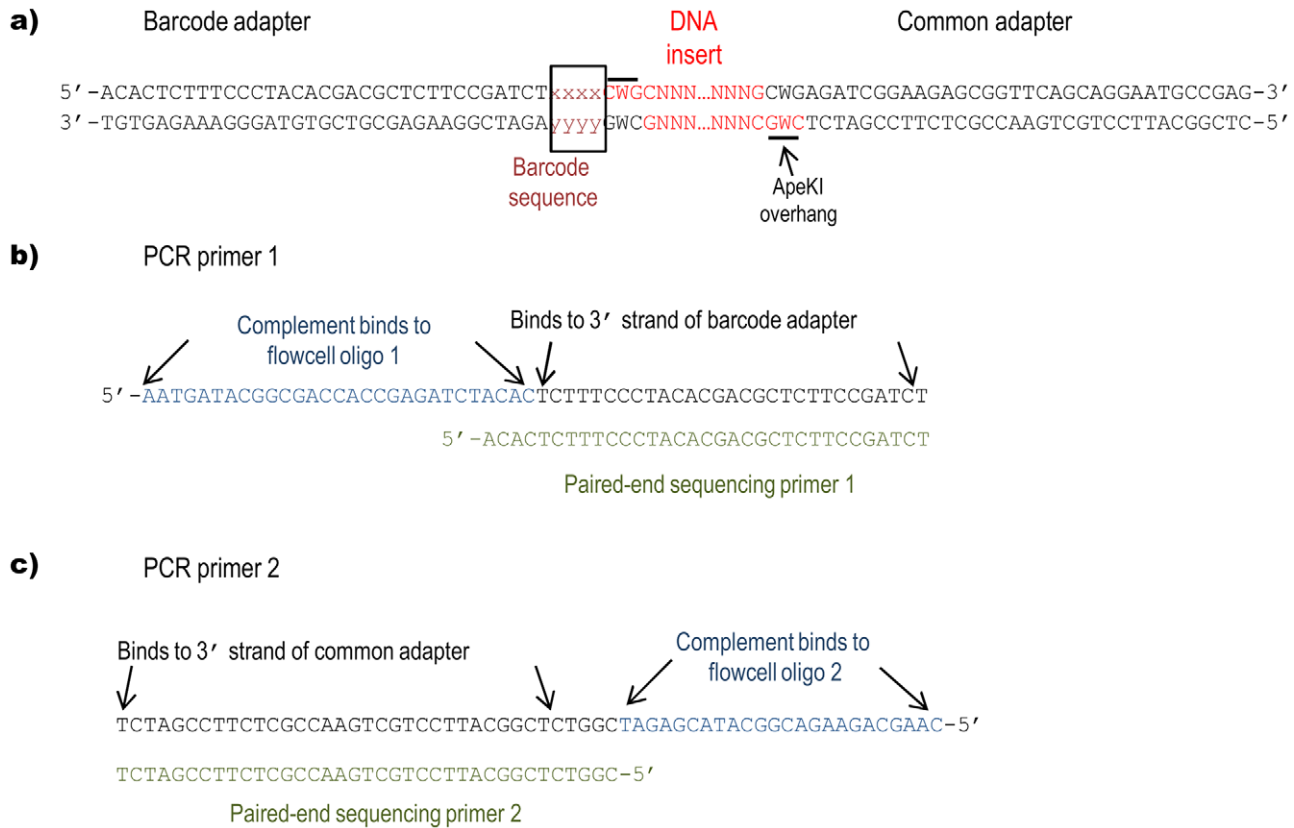 a)
Barcode adapter
DNA
insert
Common adapter
5′-ACACTCTTTCCCTACACGACGCTCTTCCGATCTxxxxCWGCNNN…NNNGCWGAGATCGGAAGAGCGGTTCAGCAGGAATGCCGAG-3′
3′-TGTGAGAAAGGGATGTGCTGCGAGAAGGCTAGAyyyyGWCGNNN…NNNCGWCTCTAGCCTTCTCGCCAAGTCGTCCTTACGGCTC-5′
Barcode
sequence
ApeKI
overhang
b)
PCR primer 1
Complement binds to
flowcell oligo 1
Binds to 3′ strand of barcode adapter
5′-AATGATACGGCGACCACCGAGATCTACACTCTTTCCCTACACGACGCTCTTCCGATCT
5′-ACACTCTTTCCCTACACGACGCTCTTCCGATCT
Paired-end sequencing primer 1
c)
PCR primer 2
Binds to 3′ strand of common adapter
Complement binds to
flowcell oligo 2
TCTAGCCTTCTCGCCAAGTCGTCCTTACGGCTCTGGCTAGAGCATACGGCAGAAGACGAAC-5′
TCTAGCCTTCTCGCCAAGTCGTCCTTACGGCTCTGGC-5′
Paired-end sequencing primer 2